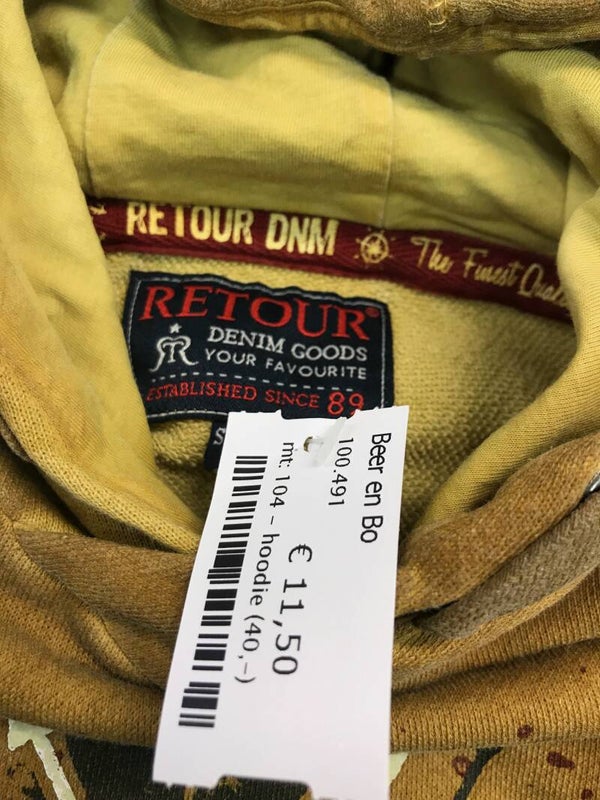 RETOUR DNM The Finest
RETOUR®
DENIM GOODS
YOUR FAVOURITE
ESTABLISHED SINCE 89
Beer en Bo
100.491
€ 11,50
mt: 104 - hoodie (40,-)